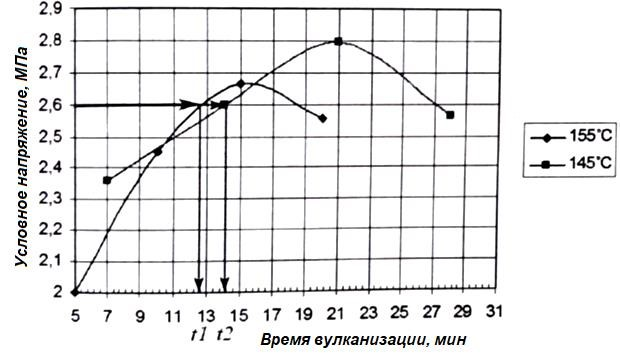 Условное напряжение, МПа
2,9
2,8
2,7
2,6
2,5
2,4
2,3
2,2
2,1
2
5 7 9 11 13 15 17 19 21 23 25 27 29 31
t1 t2
Время вулканизации, мин
155°C
145°C